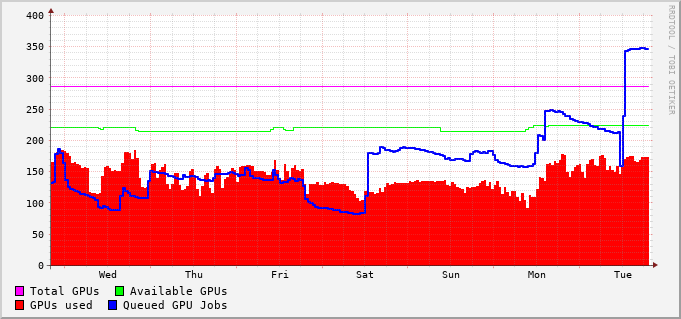 RRDTOOL / TOBI OETIKER
400
350
300
250
200
150
100
50
0
Wed Thu Fri Sat Sun Mon Tue
Total GPUs Available GPUs
GPUs used Queued GPU Jobs